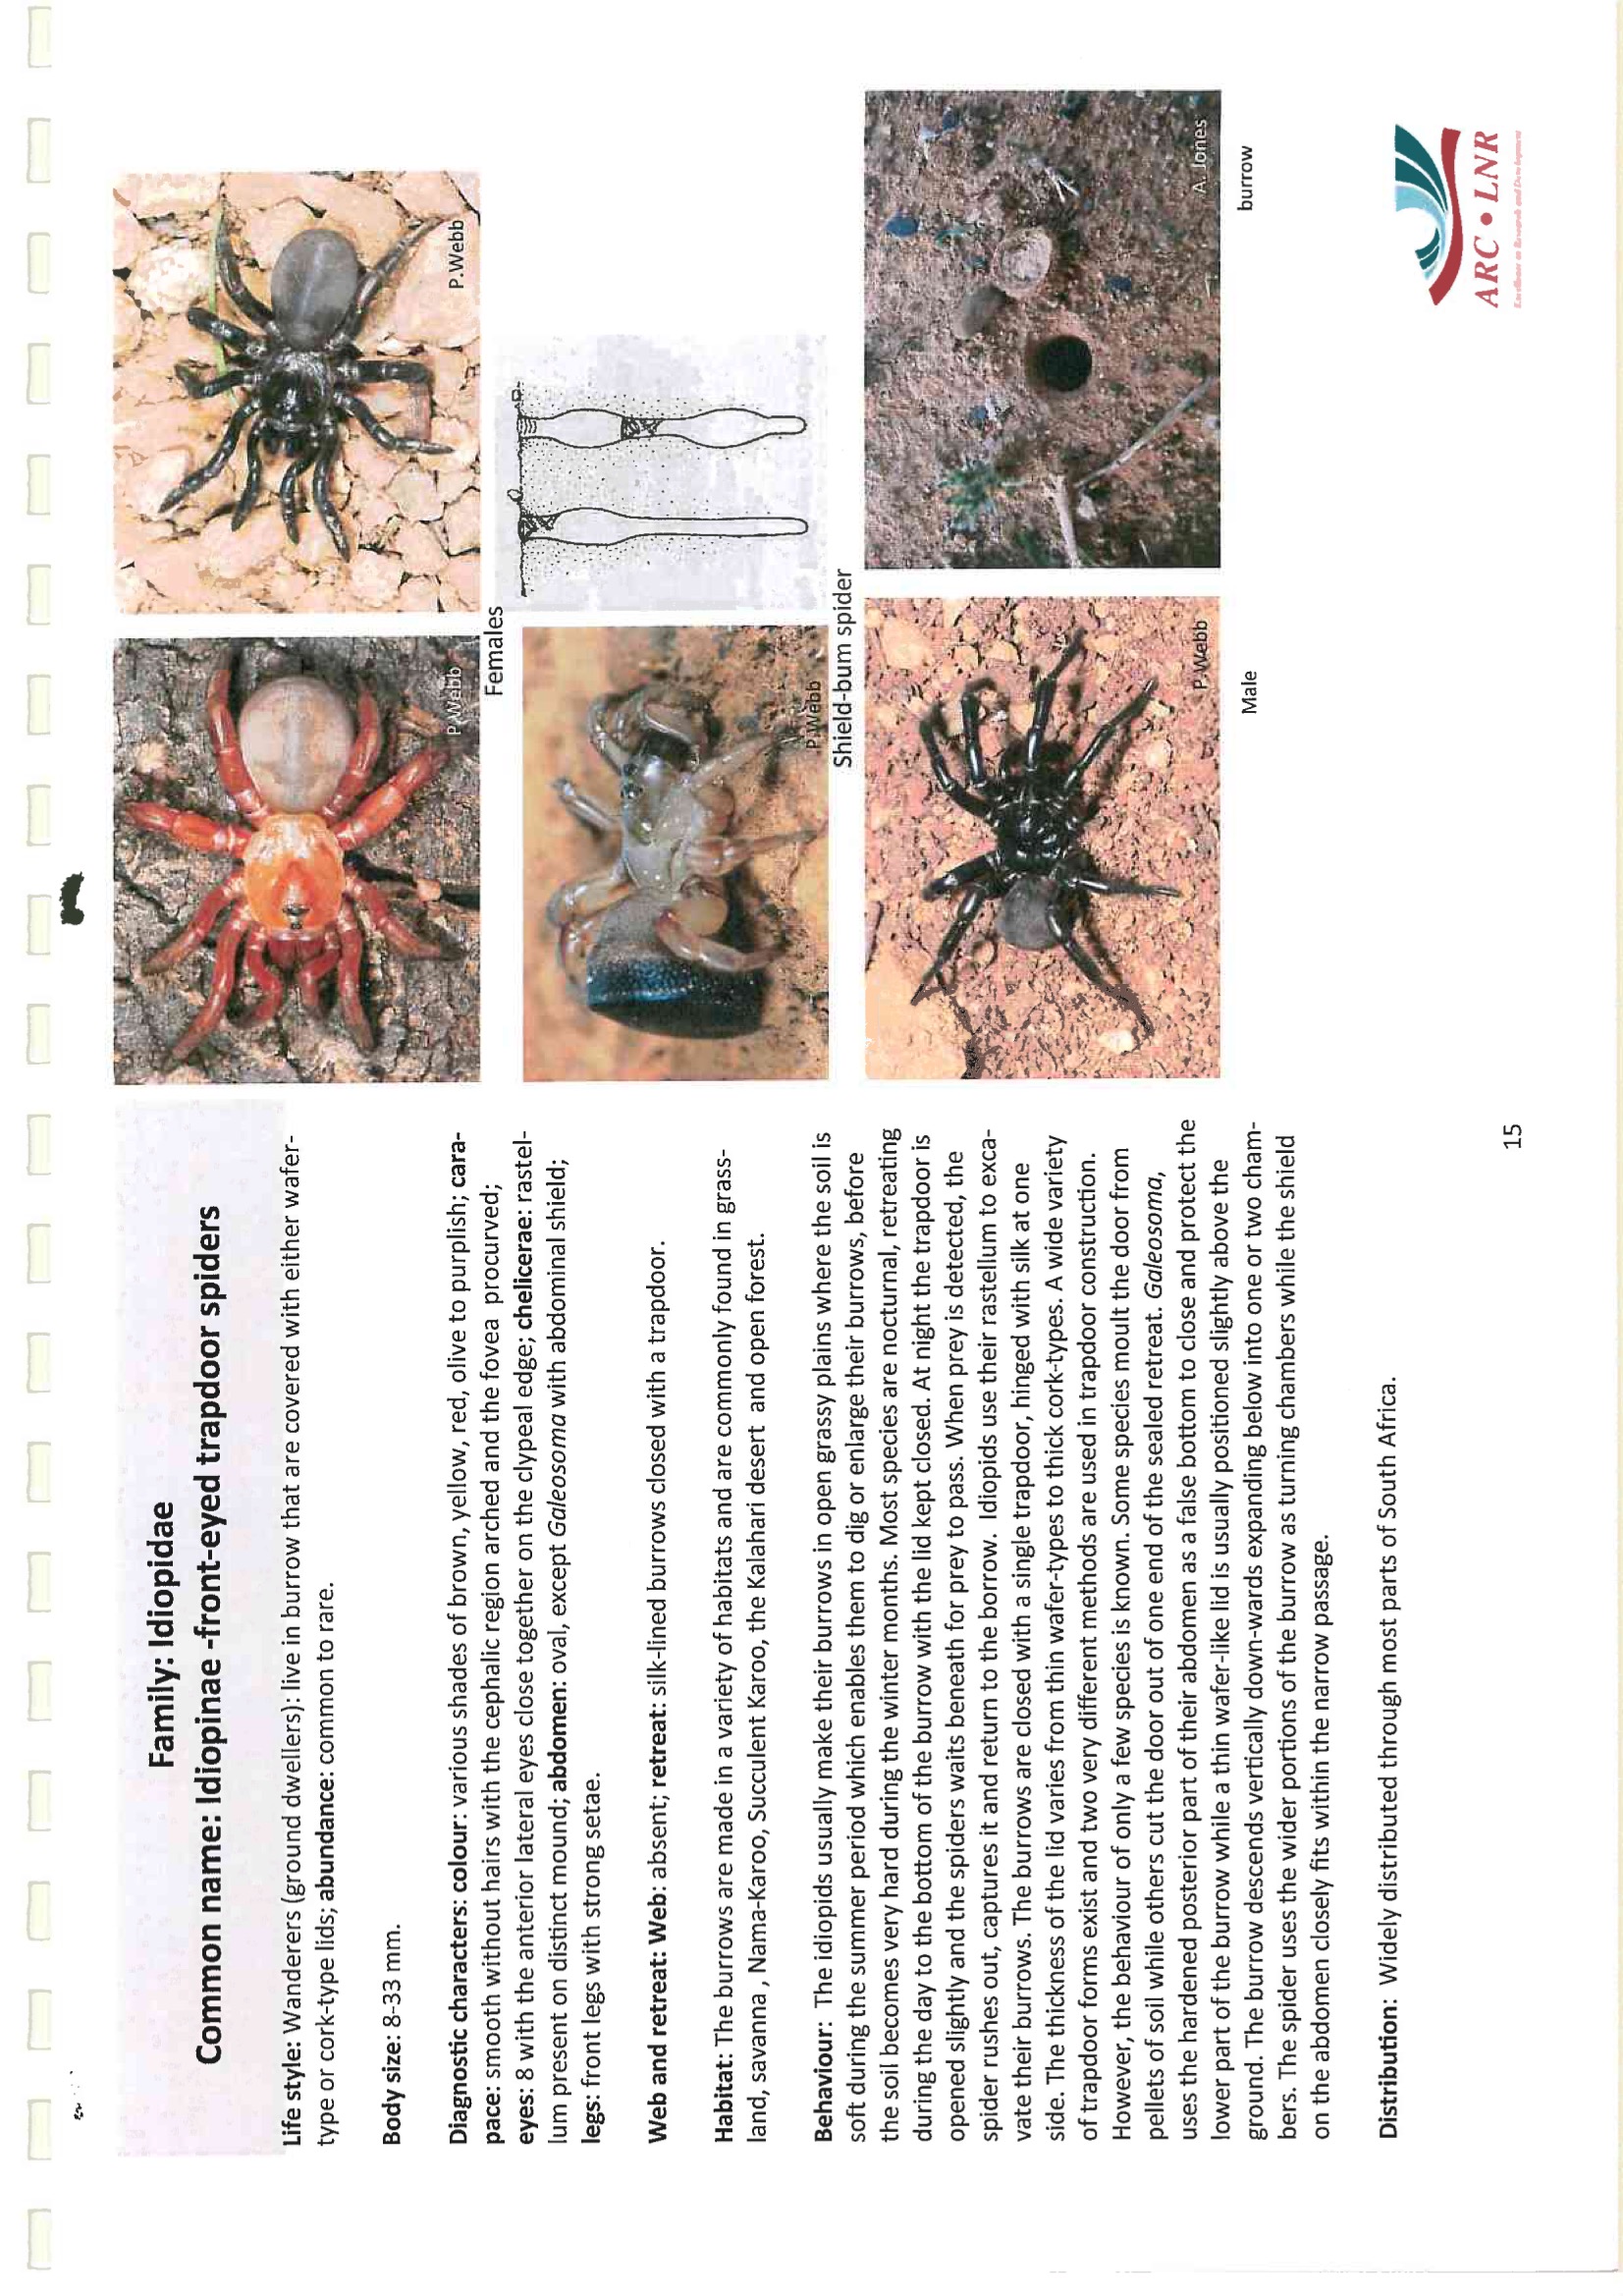 Family: Idiopidae
Common name: Idiopinae -front-eyed trapdoor spiders
Life style: Wanderers (ground dwellers): live in burrow that are covered with either wafer-
type or cork-type lids; abundance: common to rare.
Body size: 8-33 mm.
Diagnostic characters: colour: various shades of brown, yellow, red, olive to purplish; cara-
pace: smooth without hairs with the cephalic region arched and the fovea procurved;
eyes: 8 with the anterior lateral eyes close together on the clypeal edge; chelicerae: rastel-
lum present on distinct mound; abdomen: oval, except Galeosoma with abdominal shield;
legs: front legs with strong setae.
Web and retreat: Web: absent; retreat: silk-lined burrows closed with a trapdoor.
Habitat: The burrows are made in a variety of habitats and are commonly found in grass-
land, savanna , Nama-Karoo, Succulent Karoo, the Kalahari desert and open forest.
Behaviour: The idiopids usually make their burrows in open grassy plains where the soil is
soft during the summer period which enables them to dig or enlarge their burrows, before
the soil becomes very hard during the winter months. Most species are nocturnal, retreating
during the day to the bottom of the burrow with the lid kept closed. At night the trapdoor is
opened slightly and the spiders waits beneath for prey to pass. When prey is detected, the
spider rushes out, captures it and return to the borrow. Idiopids use their rastellum to exca-
vate their burrows. The burrows are closed with a single trapdoor, hinged with silk at one
side. The thickness of the lid varies from thin wafer-types to thick cork-types. A wide variety
of trapdoor forms exist and two very different methods are used in trapdoor construction.
However, the behaviour of only a few species is known. Some species moult the door from
pellets of soil while others cut the door out of one end of the sealed retreat. Galeosoma,
uses the hardened posterior part of their abdomen as a false bottom to close and protect the
lower part of the burrow while a thin wafer-like lid is usually positioned slightly above the
ground. The burrow descends vertically down-wards expanding below into one or two cham-
bers. The spider uses the wider portions of the burrow as turning chambers while the shield
on the abdomen closely fits within the narrow passage.
Distribution: Widely distributed through most parts of South Africa.
15
P.Webb
P.Webb
Females
P.Webb
Shield-bum spider
P.Webb
A. Jones
Male
burrow
ARC • LNR
Excellence in Research and Development